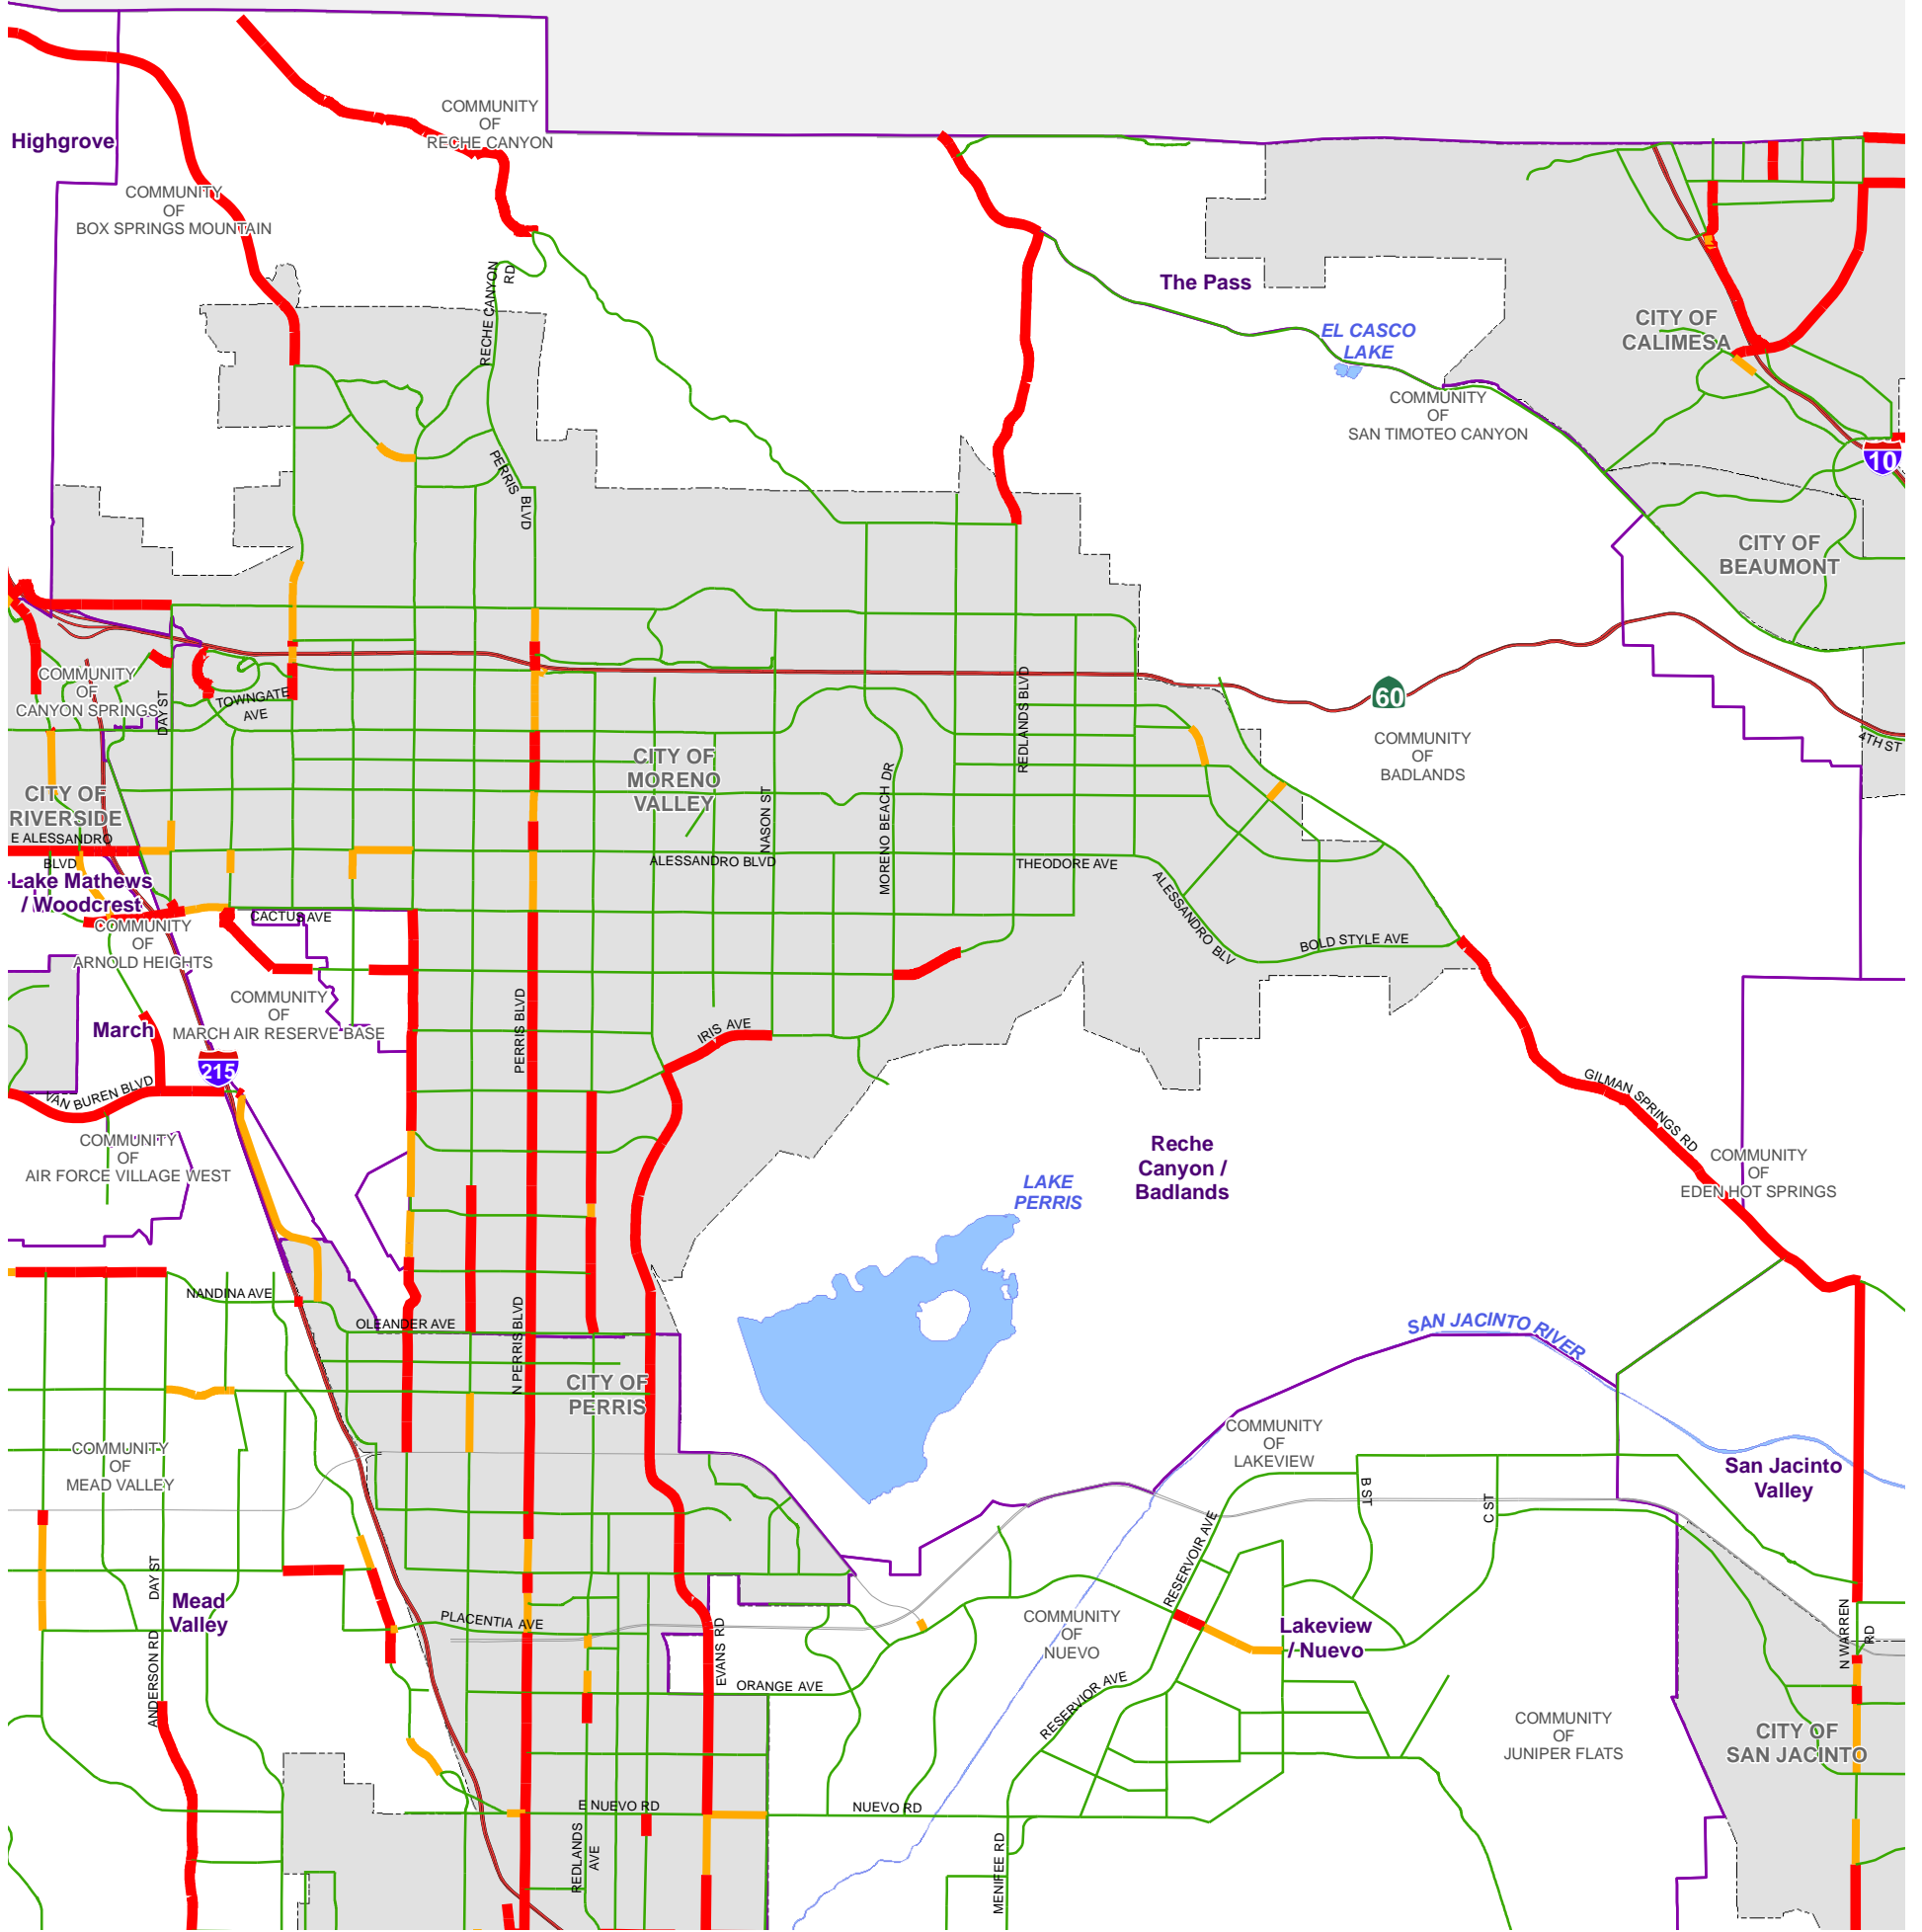 COMMUNITY
OF
RECHE CANYON
Highgrove
COMMUNITY
OF
BOX SPRINGS MOUNTAIN
RECHE CANYON
RD
The Pass
EL CASCO
LAKE
CITY OF
CALIMESA
COMMUNITY
OF
SAN TIMOTEO CANYON
10
PERRIS
BLVD
CITY OF
BEAUMONT
COMMUNITY
OF
CANYON SPRINGS
DAY ST
TOWNGATE
AVE
REDLANDS BLVD
60
4TH ST
COMMUNITY
OF
BADLANDS
CITY OF
MORENO
VALLEY
NASON ST
MORENO BEACH DR
CITY OF
RIVERSIDE
E ALESSANDRO
BLVD
ALESSANDRO BLVD
THEODORE AVE
Lake Mathews
/ Woodcrest
CACTUS AVE
ALESSANDRO BLV
BOLD STYLE AVE
COMMUNITY
OF
ARNOLD HEIGHTS
COMMUNITY
OF
MARCH AIR RESERVE BASE
March
215
PERRIS BLVD
IRIS AVE
VAN BUREN BLVD
GILMAN SPRINGS RD
COMMUNITY
OF
AIR FORCE VILLAGE WEST
Reche
Canyon /
Badlands
COMMUNITY
OF
EDEN HOT SPRINGS
LAKE
PERRIS
NANDINA AVE
OLEANDER AVE
N PERRIS BLVD
SAN JACINTO RIVER
CITY OF
PERRIS
COMMUNITY
OF
MEAD VALLEY
COMMUNITY
OF
LAKEVIEW
San Jacinto
Valley
B ST
C ST
RESERVOIR AVE
DAY ST
Mead
Valley
PLACENTIA AVE
EVANS RD
COMMUNITY
OF
NUEVO
Lakeview
/ Nuevo
N WARREN
RD
ANDERSON RD
ORANGE AVE
RESERVIOR AVE
COMMUNITY
OF
JUNIPER FLATS
CITY OF
SAN JACINTO
E NUEVO RD
NUEVO RD
REDLANDS
AVE
MENIFEE RD